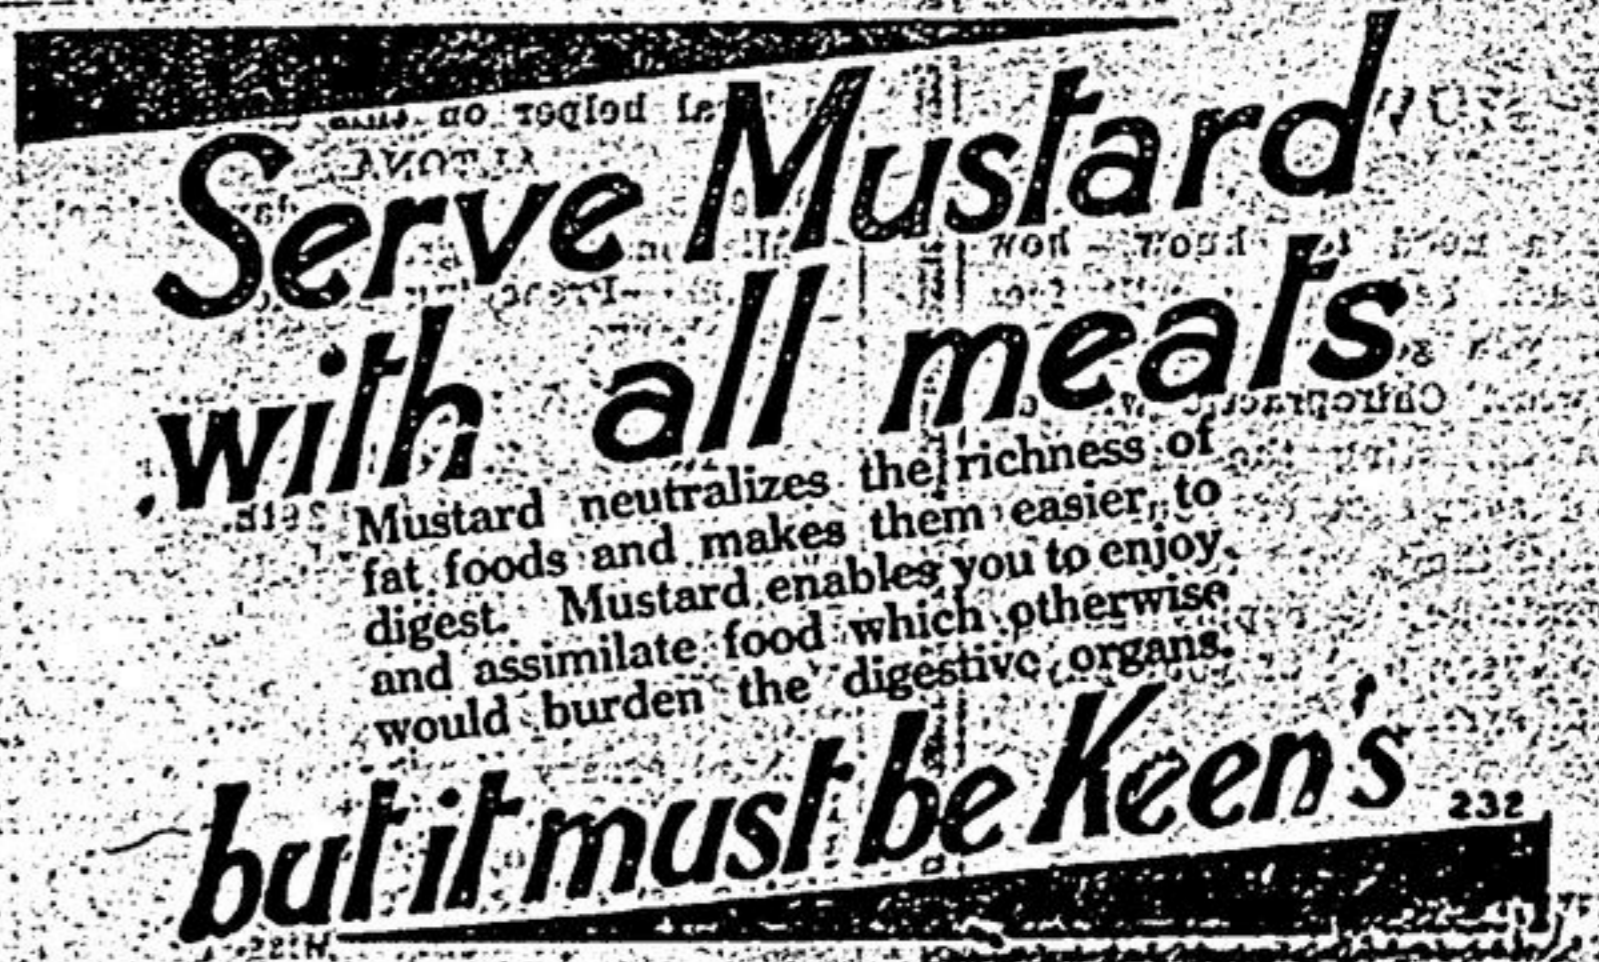 Serve Mustard
with all meats
Mustard neutralizes the richness of
fat foods and makes them easier to
digest. Mustard enables you to enjoy
and assimilate food which otherwise
would burden the digestive organs.
but it must be Keen's
232